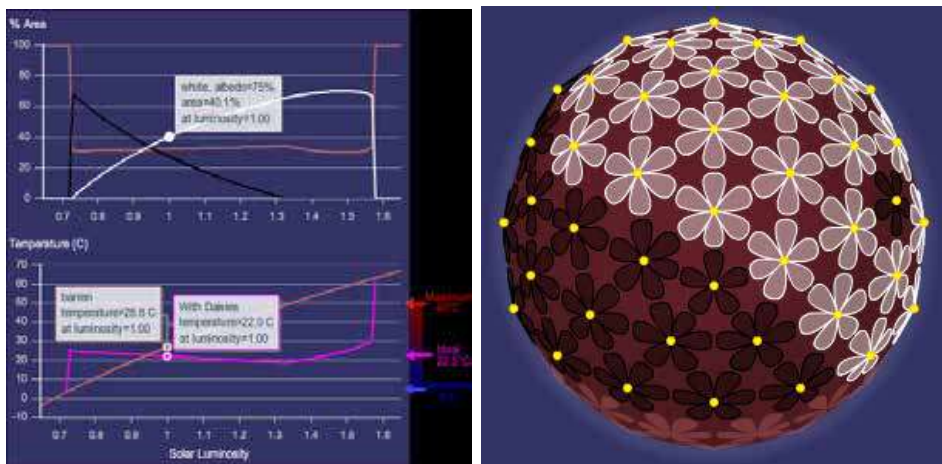 % Area
100
80
60
40
20
0
white, albedo=75%
area=40.1%
at luminosity=1.00
0.7 0.8 0.9 1 1.1 1.2 1.3 1.4 1.5 1.6
Temperature (C)
70
60
50
40
30
20
10
0
-10
barren
temperature=26.8 C
at luminosity=1.00
With Daisies
temperature=22.0 C
at luminosity=1.00
Ideal
22.5 C
0.7 0.8 0.9 1 1.1 1.2 1.3 1.4 1.5 1.6
Solar Luminosity